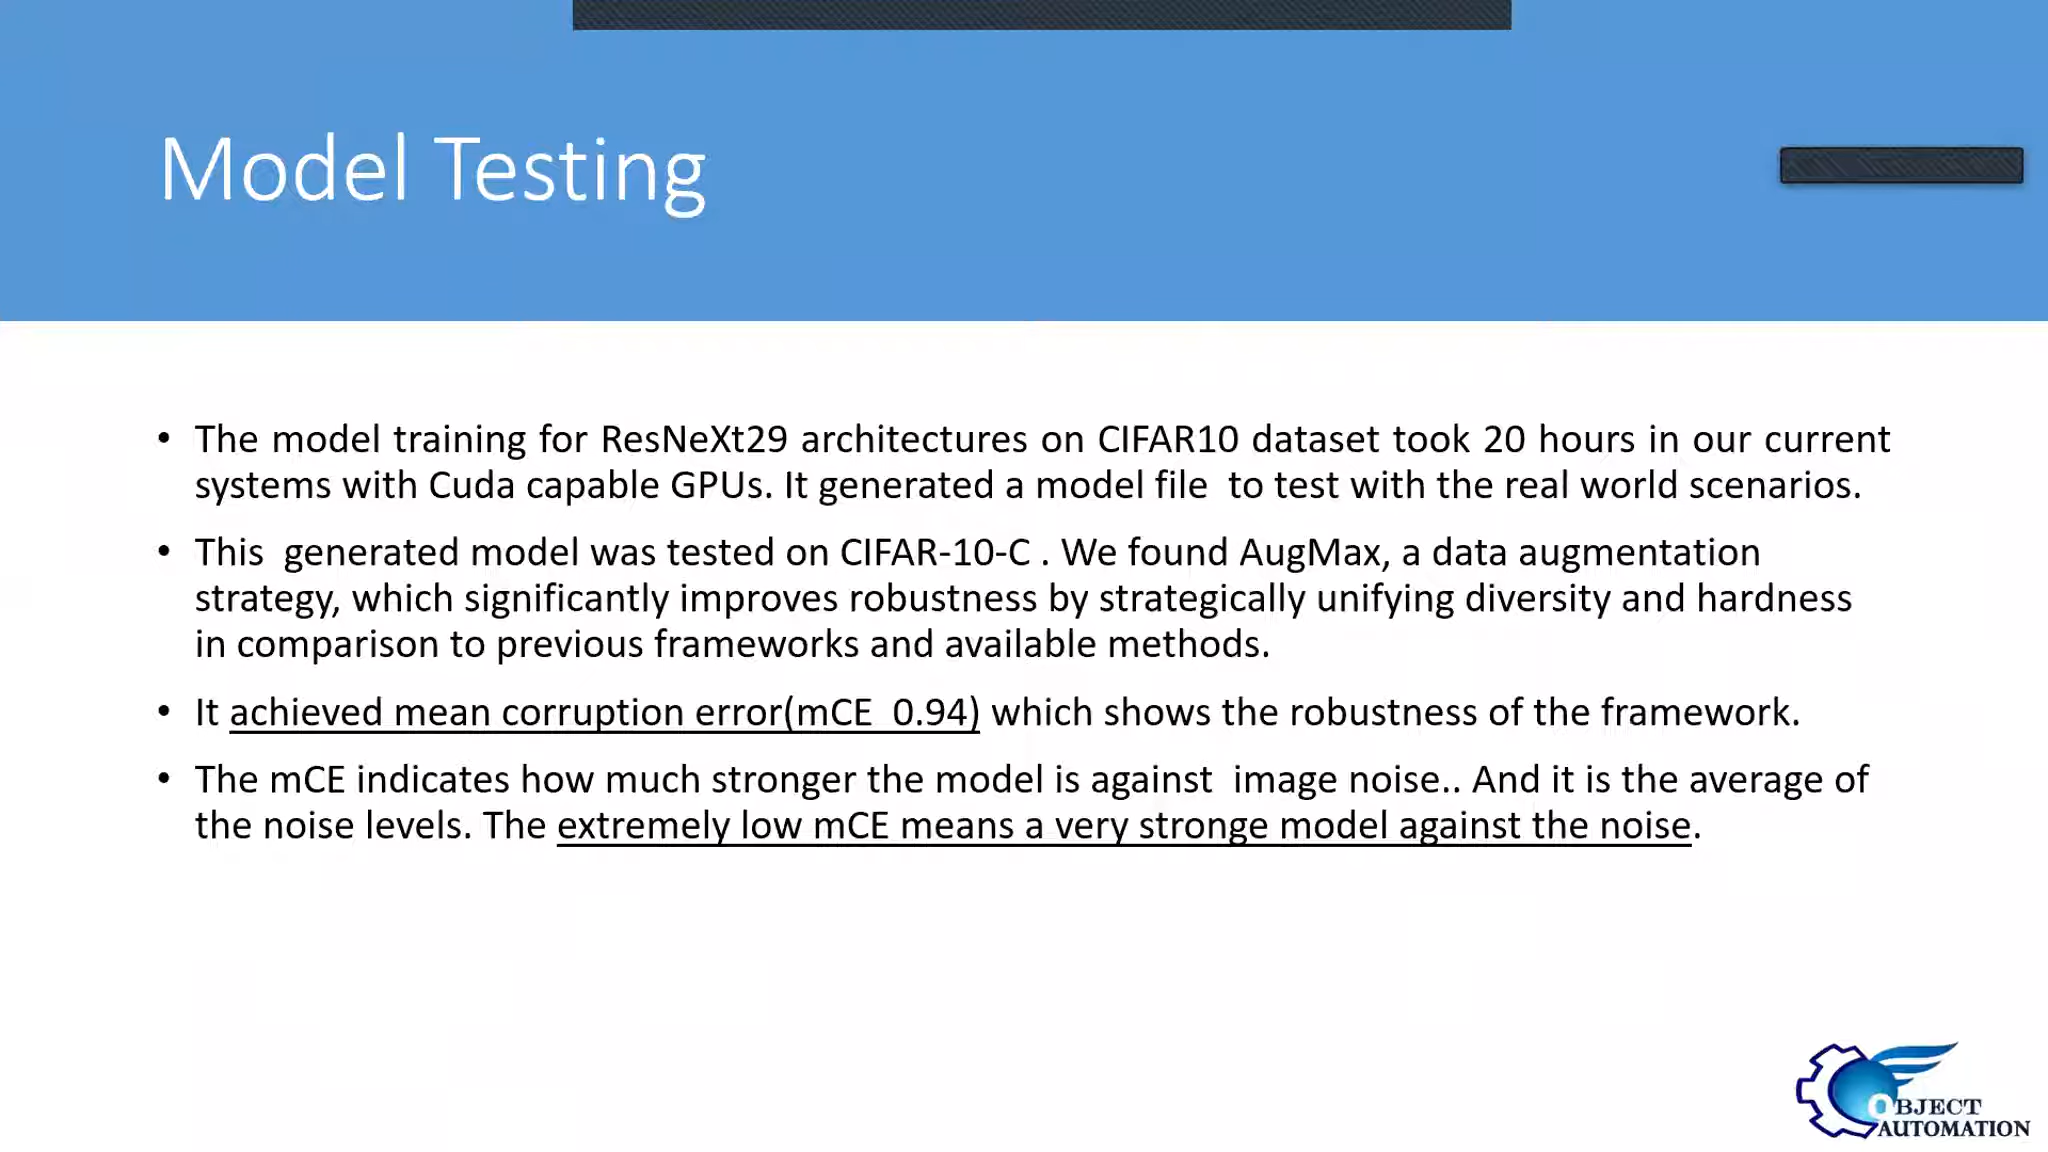 Model Testing
• The model training for ResNeXt29 architectures on CIFAR10 dataset took 20 hours in our current
systems with Cuda capable GPUs. It generated a model file  to test with the real world scenarios.
• This  generated model was tested on CIFAR-10-C . We found AugMax, a data augmentation
strategy, which significantly improves robustness by strategically unifying diversity and hardness
in comparison to previous frameworks and available methods.
• It achieved mean corruption error(mCE  0.94) which shows the robustness of the framework.
• The mCE indicates how much stronger the model is against  image noise.. And it is the average of
the noise levels. The extremely low mCE means a very stronge model against the noise.
OBJECT
AUTOMATION